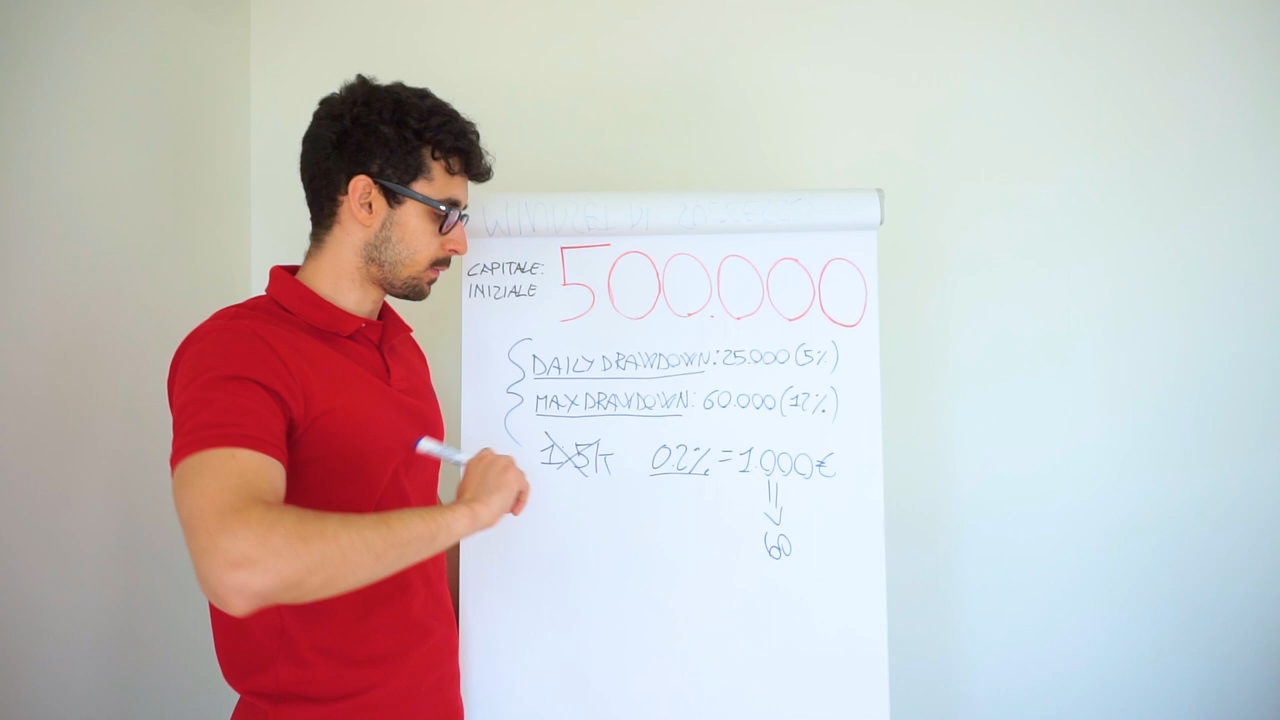 CAPITALE:
INIZIALE
500.000
DAILY DRAWDOWN: 25.000 (5%)
MAX DRAWDOWN: 60.000 (12%)
0.2% = 1.000€
60